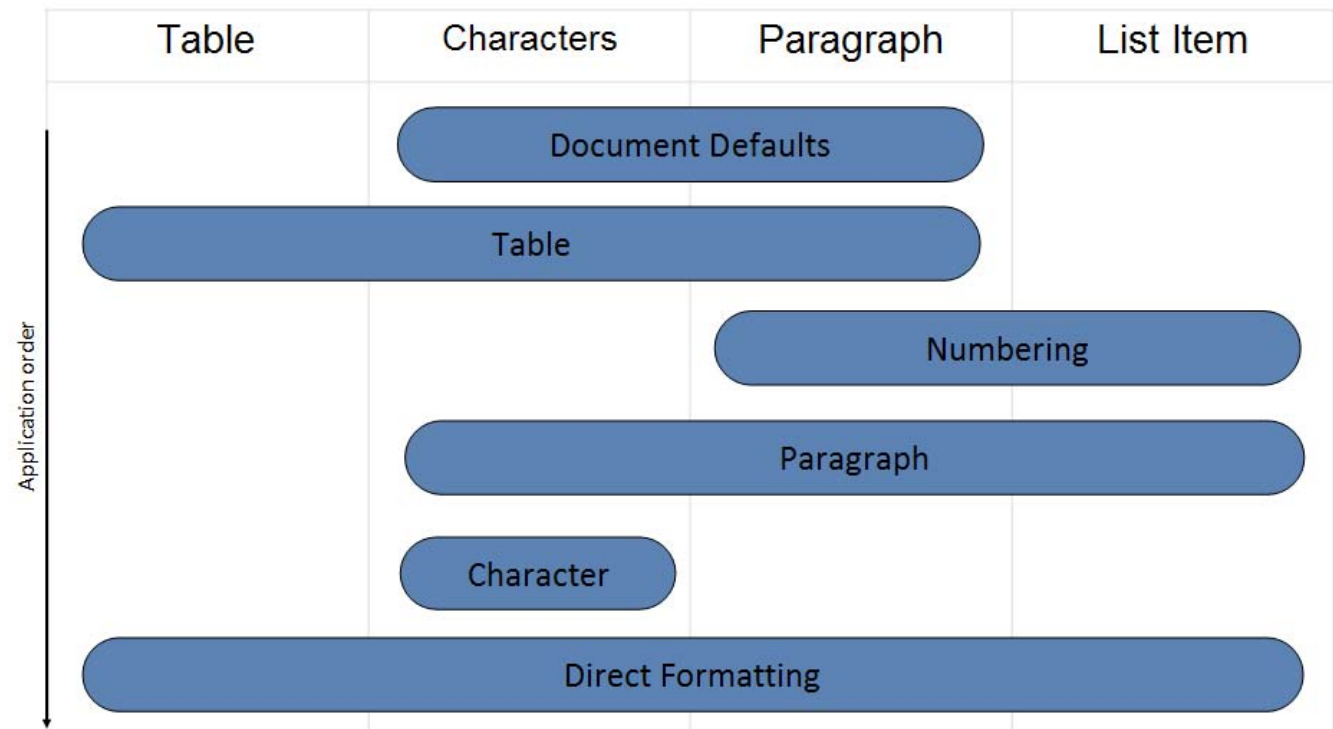 Table
Characters
Paragraph
List Item
Application order
Document Defaults
Table
Numbering
Paragraph
Character
Direct Formatting